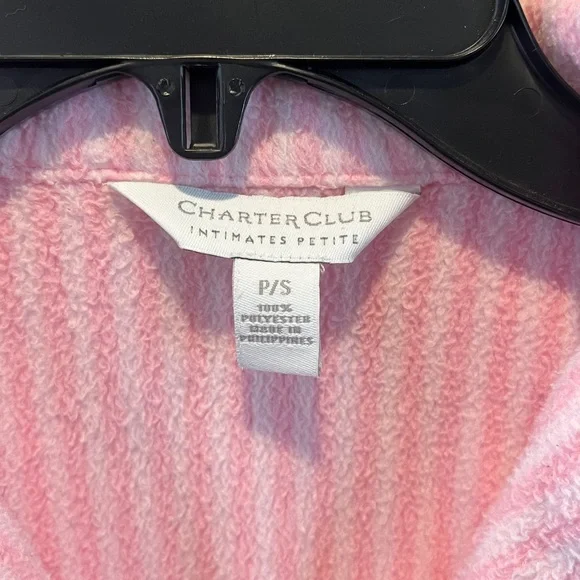 CHARTER CLUB
INTIMATES PETITE
P/S
100%
POLYESTER
MADE IN
PHILIPPINES